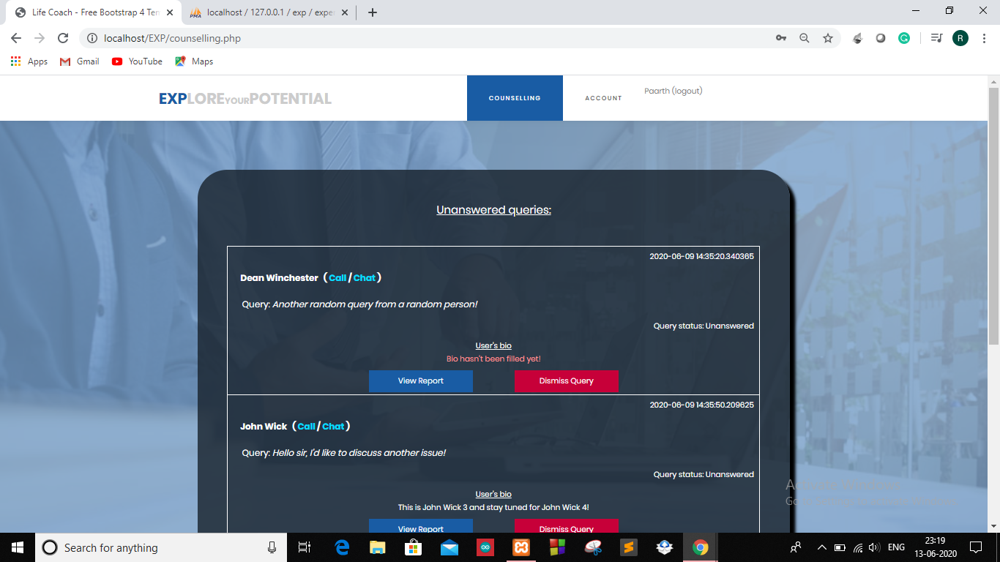 Life Coach - Free Bootstrap 4 Ten
localhost / 127.0.0.1 / exp / expe
localhost/EXP/counselling.php
R
Apps Gmail YouTube Maps
EXPLOREYOURPOTENTIAL
COUNSELLING ACCOUNT Paarth (logout)
Unanswered queries:
2020-06-09 14:35:20.340365
Dean Winchester (Call/Chat)
Query: Another random query from a random person!
Query status: Unanswered
User's bio
Bio hasn't been filled yet!
View Report Dismiss Query
2020-06-09 14:35:50.209625
John Wick (Call/Chat)
Query: Hello sir, I'd like to discuss another issue!
Query status: Unanswered
User's bio
This is John Wick 3 and stay tuned for John Wick 4!
View Report Dismiss Query
Search for anything
ENG
23:19
13-06-2020